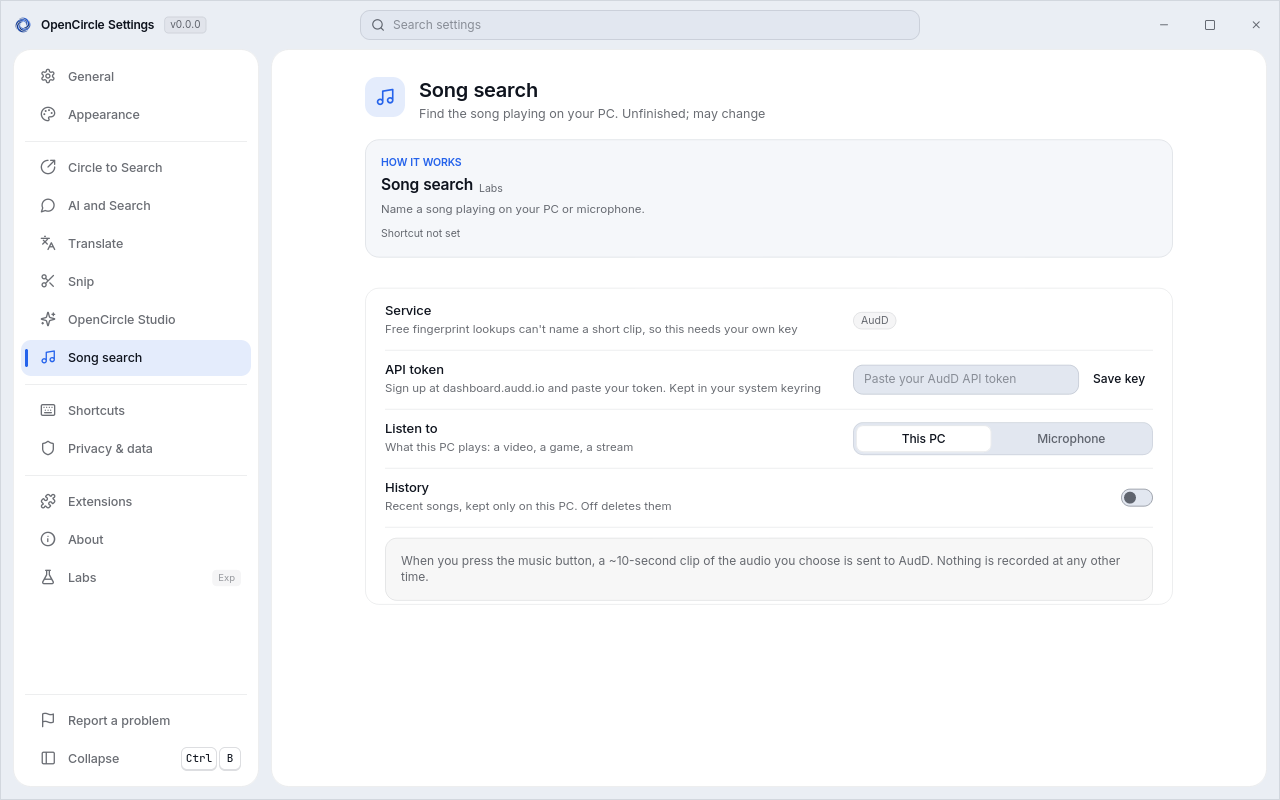 OpenCircle Settings v0.0.0
Search settings
General
Appearance
Circle to Search
AI and Search
Translate
Snip
OpenCircle Studio
Song search
Shortcuts
Privacy & data
Extensions
About
Labs Exp
Report a problem
Collapse Ctrl B
Song search
Find the song playing on your PC. Unfinished; may change
HOW IT WORKS
Song search Labs
Name a song playing on your PC or microphone.
Shortcut not set
Service
Free fingerprint lookups can't name a short clip, so this needs your own key
AudD
API token
Sign up at dashboard.audd.io and paste your token. Kept in your system keyring
Paste your AudD API token Save key
Listen to
What this PC plays: a video, a game, a stream
This PC Microphone
History
Recent songs, kept only on this PC. Off deletes them
When you press the music button, a ~10-second clip of the audio you choose is sent to AudD. Nothing is recorded at any other
time.